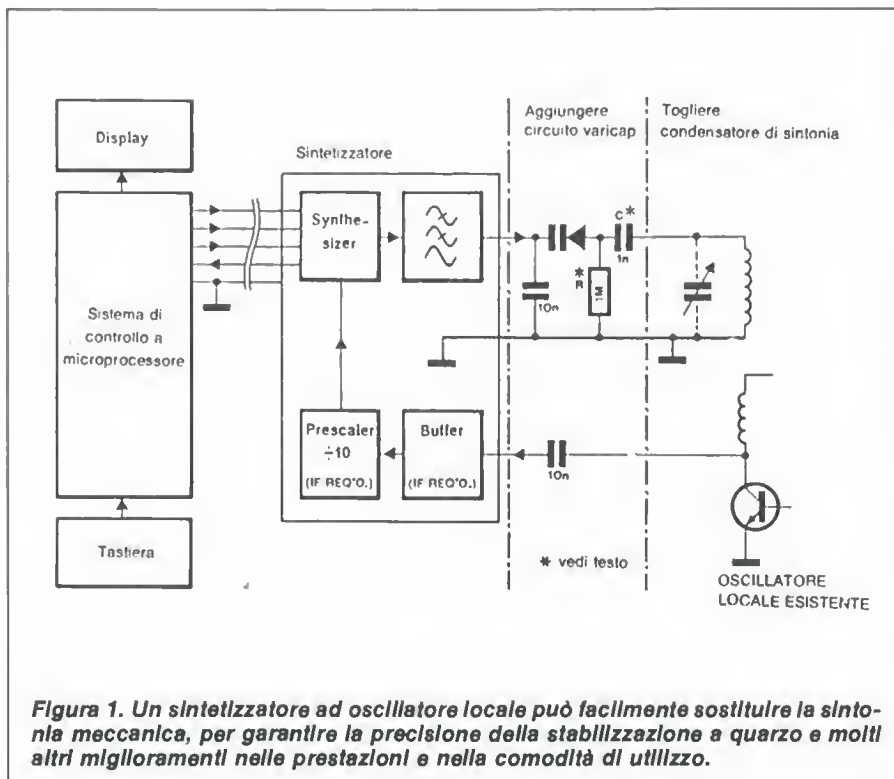 Display
Sistema di
controllo a
microprocessore
Tastiera
Sintetizzatore
Synthe-
sizer
Prescaler
÷10
(IF REQ'D.)
Buffer
(IF REQ'D.)
Aggiungere
circuito varicap
10n
R*
1M
C*
1n
10n
* vedi testo
Togliere
condensatore di sintonia
OSCILLATORE
LOCALE ESISTENTE
Figura 1. Un sintetizzatore ad oscillatore locale può facilmente sostituire la sinto-
nia meccanica, per garantire la precisione della stabilizzazione a quarzo e molti
altri miglioramenti nelle prestazioni e nella comodità di utilizzo.